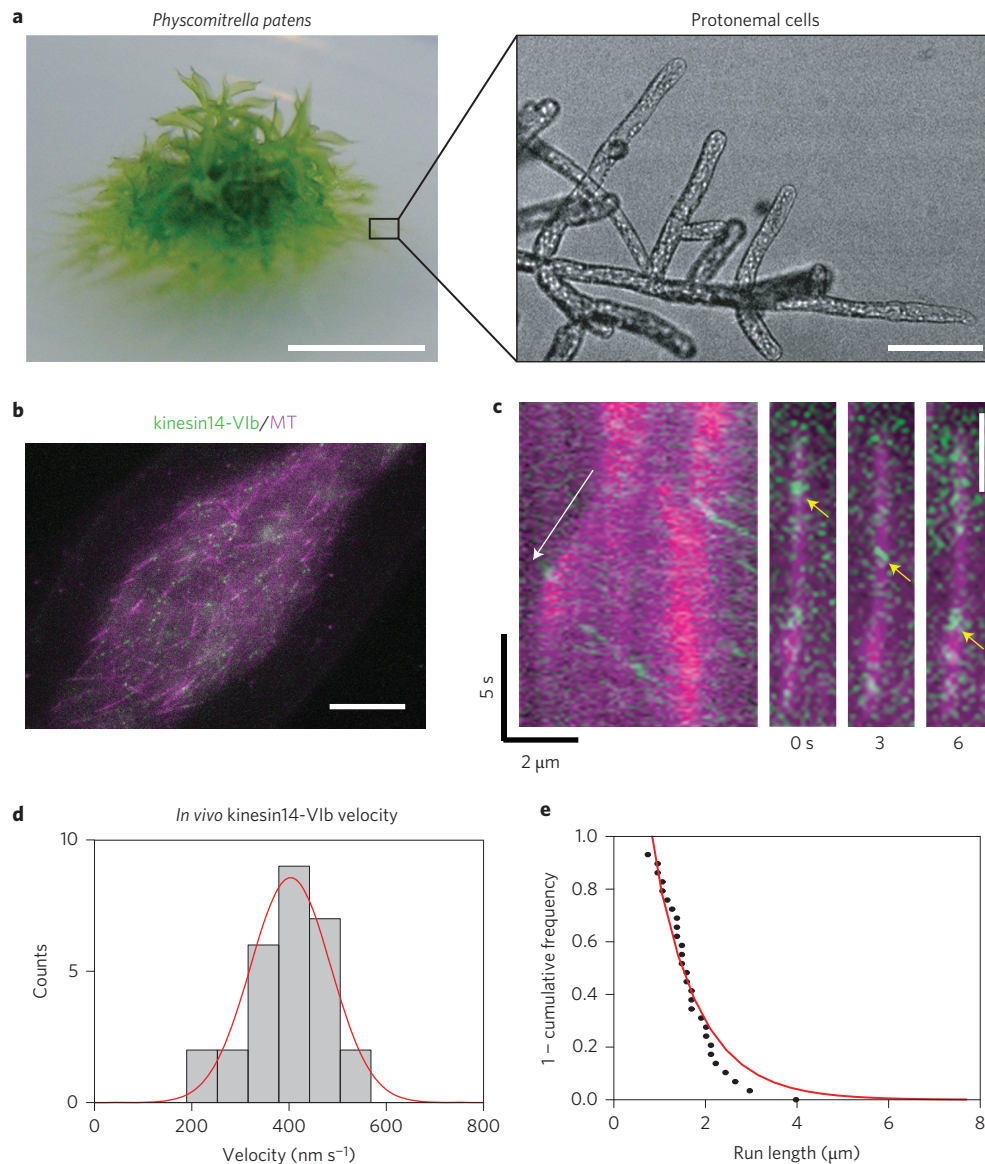 a
Physcomitrella patens
Protonemal cells
b
kinesin14-VIb/MT
c
5 s
2 μm
0 s
3
6
d
In vivo kinesin14-VIb velocity
10
5
0
Counts
0
200
400
600
800
Velocity (nm s⁻¹)
e
1.0
0.8
0.6
0.4
0.2
0.0
1 – cumulative frequency
0
2
4
6
8
Run length (μm)